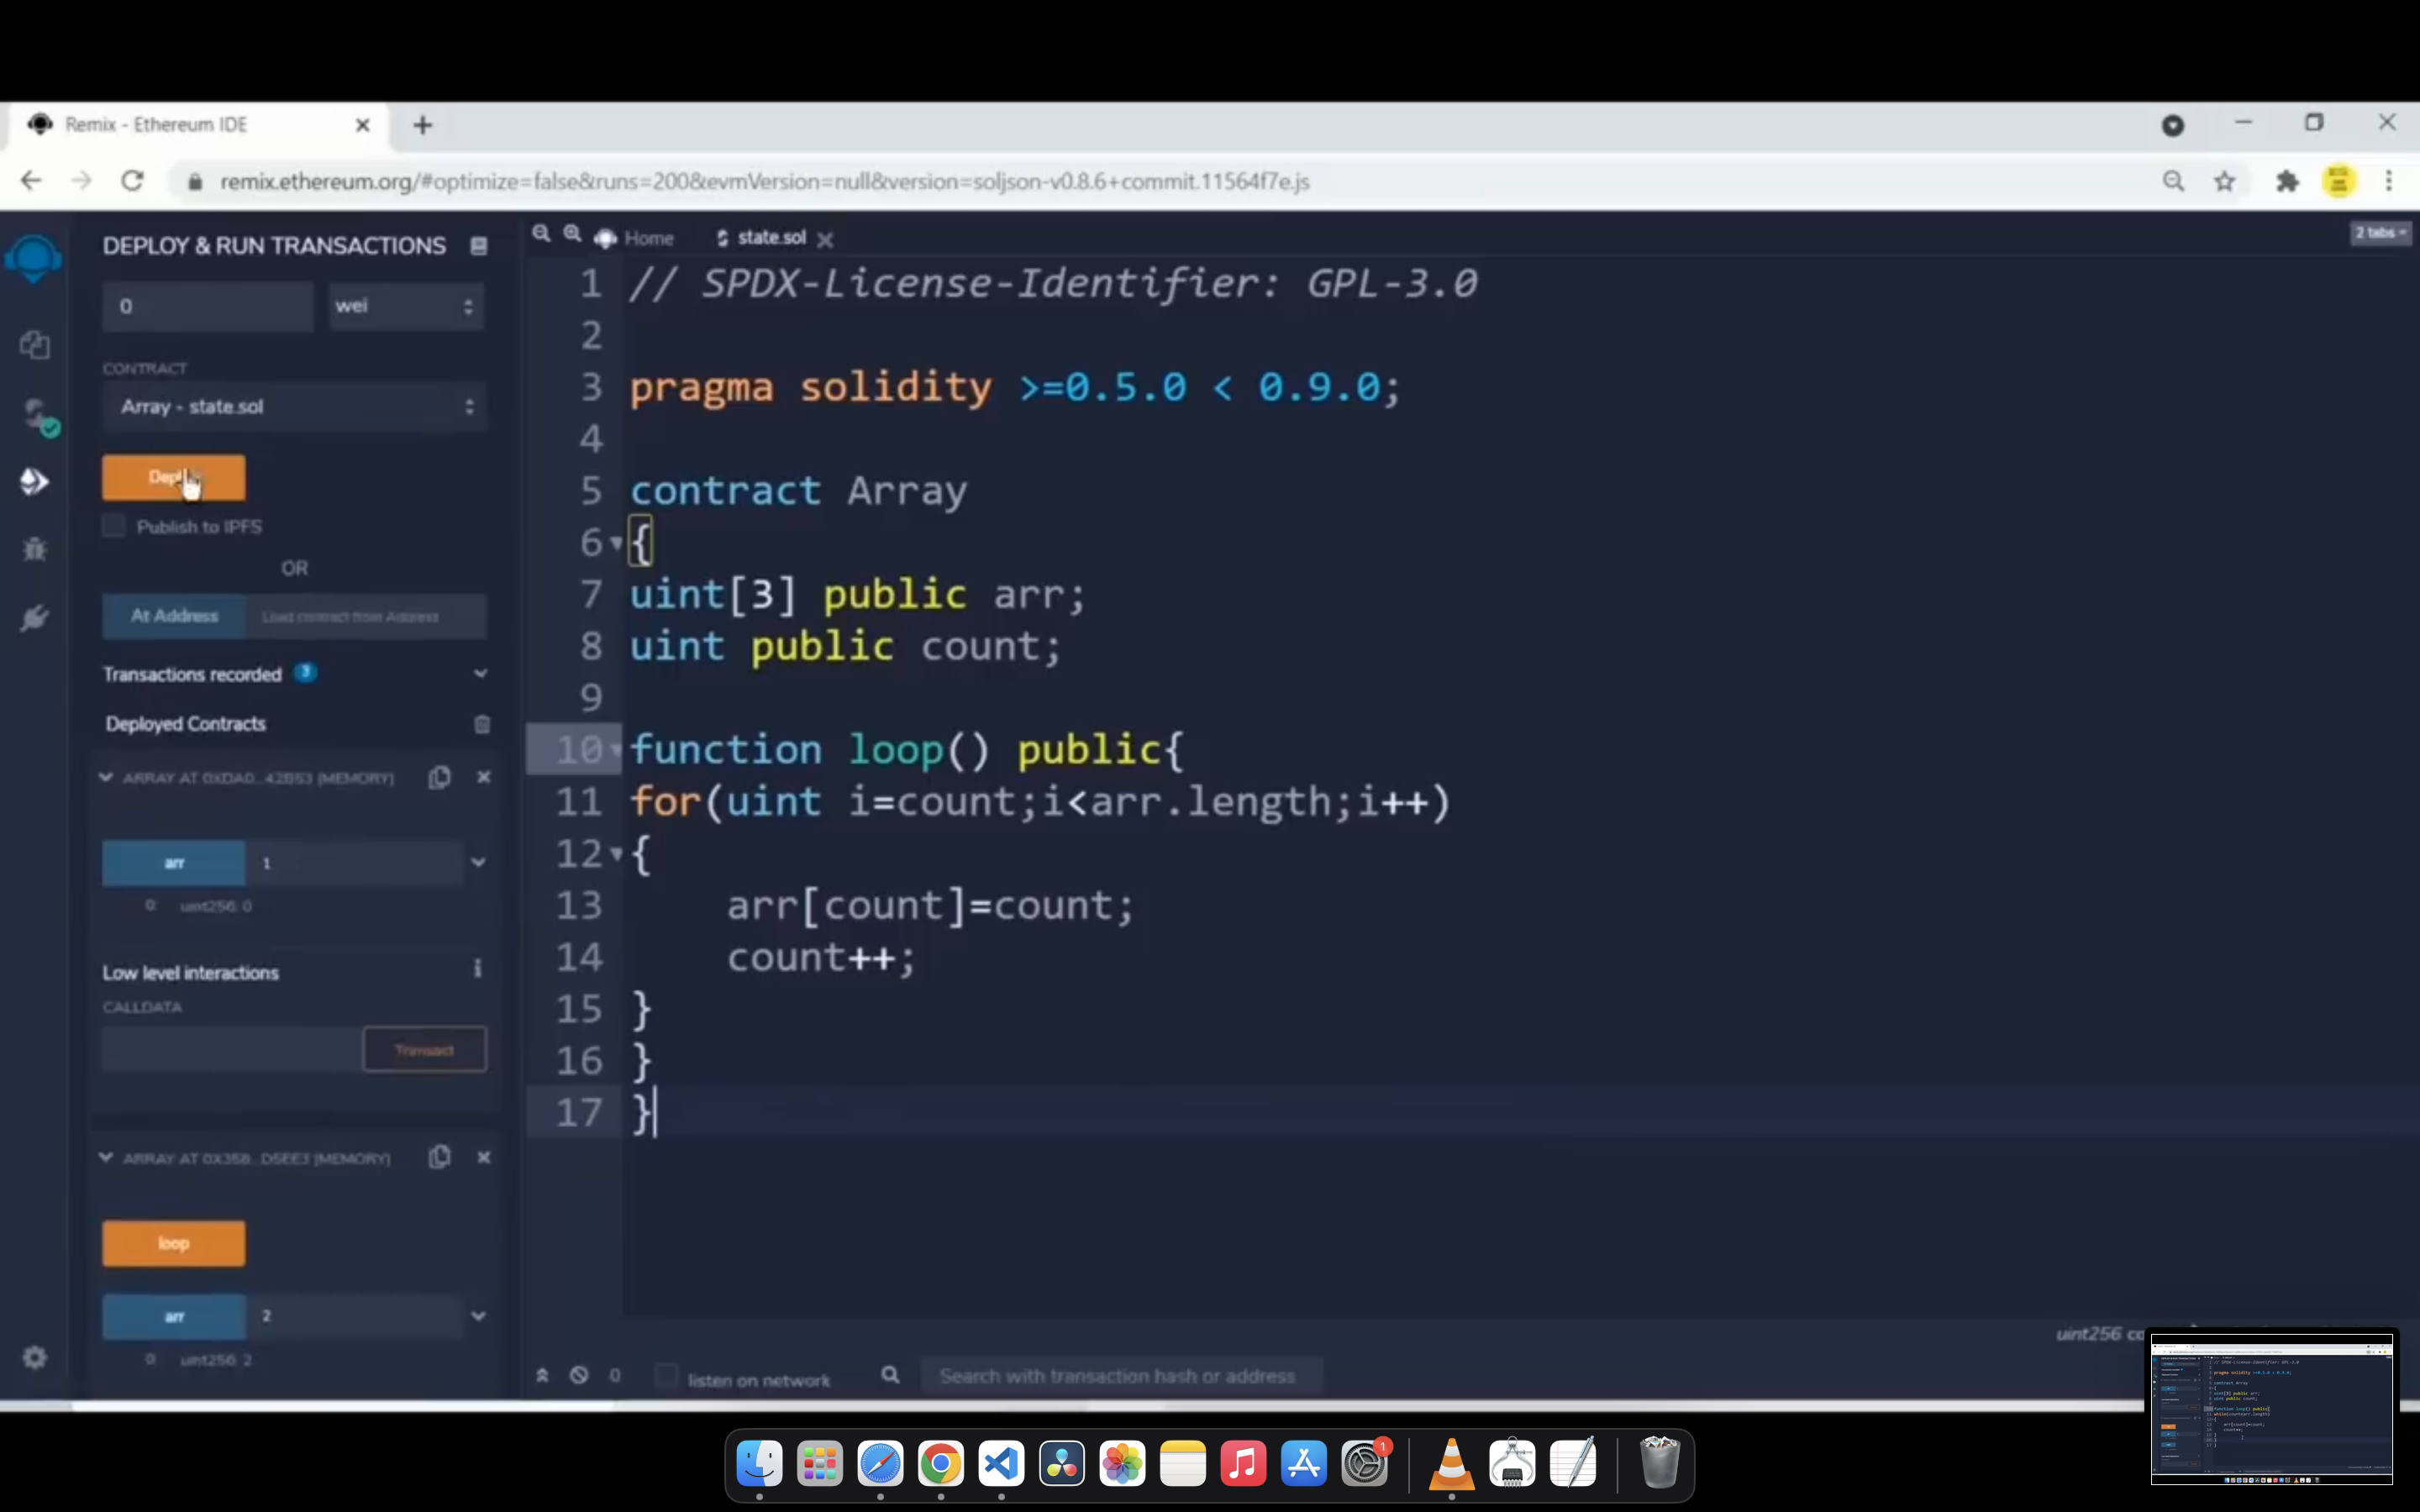 Remix - Ethereum IDE
remix.ethereum.org/#optimize=false&runs=200&evmVersion=null&version=soljson-v0.8.6+commit.11564f7e.js
DEPLOY & RUN TRANSACTIONS
0 wei
CONTRACT
Array - state.sol
Publish to IPFS
OR
At Address Load contract from Address
Transactions recorded 3
Deployed Contracts
ARRAY AT 0XDA0...42B53 (MEMORY)
arr 1
0: uint256: 0
Low level interactions i
CALLDATA
Transact
ARRAY AT 0X358...D5EE3 (MEMORY)
loop
arr 2
0: uint256: 2
Home
state.sol
2 tabs
1 // SPDX-License-Identifier: GPL-3.0
2
3 pragma solidity >=0.5.0 < 0.9.0;
4
5 contract Array
6 {
7 uint[3] public arr;
8 uint public count;
9
10 function loop() public{
11 for(uint i=count;i<arr.length;i++)
12 {
13 arr[count]=count;
14 count++;
15 }
16 }
17 }
uint256 co
0 listen on network Search with transaction hash or address
1